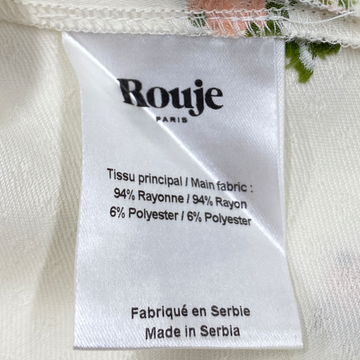 Rouje
PARIS
Tissu principal / Main fabric :
94% Rayonne / 94% Rayon
6% Polyester / 6% Polyester
Fabriqué en Serbie
Made in Serbia